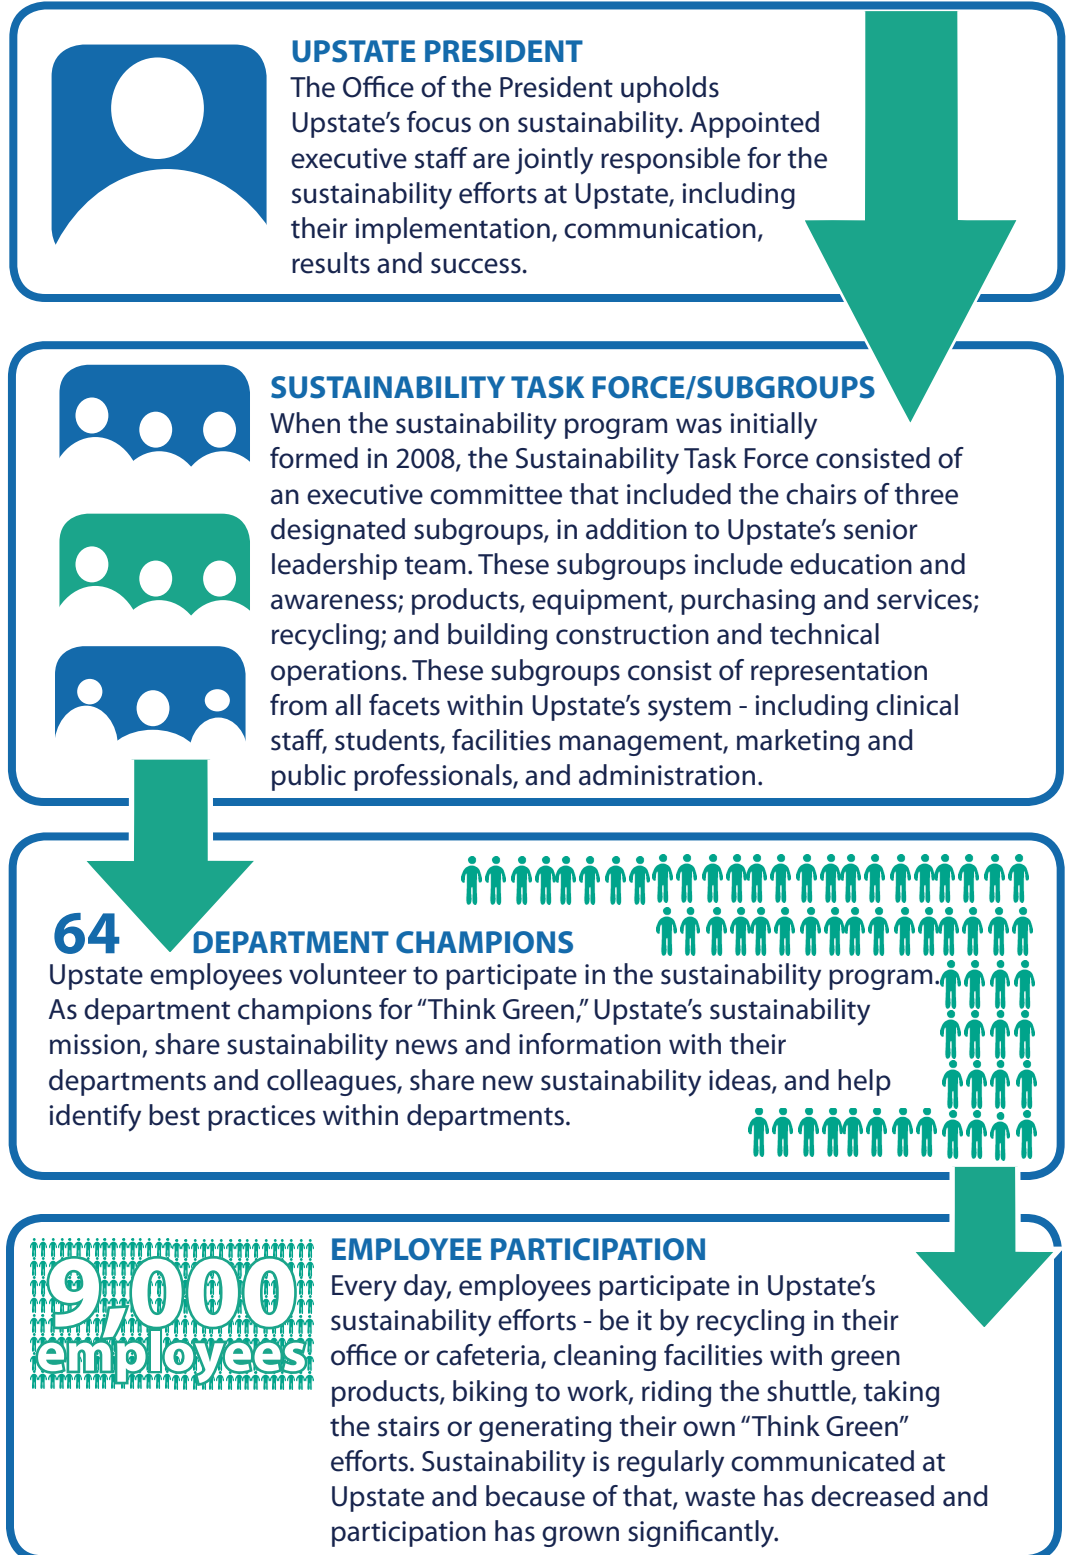 UPSTATE PRESIDENT
The Office of the President upholds
Upstate’s focus on sustainability. Appointed
executive staff are jointly responsible for the
sustainability efforts at Upstate, including
their implementation, communication,
results and success.
SUSTAINABILITY TASK FORCE/SUBGROUPS
When the sustainability program was initially
formed in 2008, the Sustainability Task Force consisted of
an executive committee that included the chairs of three
designated subgroups, in addition to Upstate’s senior
leadership team. These subgroups include education and
awareness; products, equipment, purchasing and services;
recycling; and building construction and technical
operations. These subgroups consist of representation
from all facets within Upstate’s system - including clinical
staff, students, facilities management, marketing and
public professionals, and administration.
64 DEPARTMENT CHAMPIONS
Upstate employees volunteer to participate in the sustainability program.
As department champions for “Think Green,” Upstate’s sustainability
mission, share sustainability news and information with their
departments and colleagues, share new sustainability ideas, and help
identify best practices within departments.
9,000
employees
EMPLOYEE PARTICIPATION
Every day, employees participate in Upstate’s
sustainability efforts - be it by recycling in their
office or cafeteria, cleaning facilities with green
products, biking to work, riding the shuttle, taking
the stairs or generating their own “Think Green”
efforts. Sustainability is regularly communicated at
Upstate and because of that, waste has decreased and
participation has grown significantly.